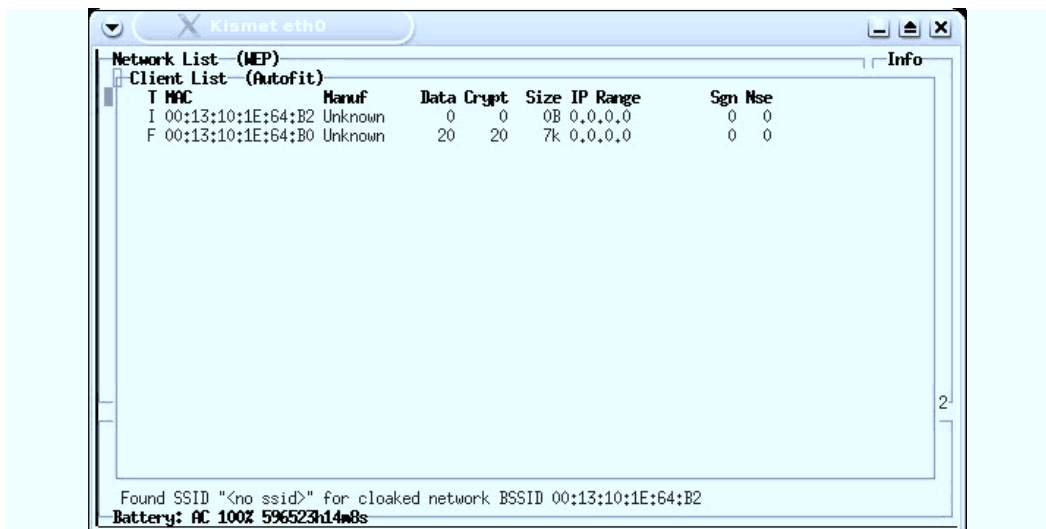 Kismet eth0
Network List (WEP) Info
Client List (Autofit)
T MAC Manuf Data Crypt Size IP Range Sgn Nse
I 00:13:10:1E:64:B2 Unknown 0 0 0B 0.0.0.0 0 0
F 00:13:10:1E:64:B0 Unknown 20 20 7k 0.0.0.0 0 0
2
Found SSID "<no ssid>" for cloaked network BSSID 00:13:10:1E:64:B2
Battery: AC 100% 596523h14m8s